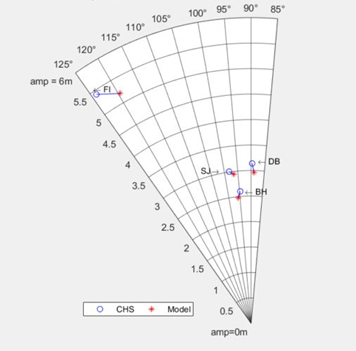 85°
90°
95°
100°
105°
110°
115°
120°
125°
amp = 6m
5.5
5
4.5
4
3.5
3
2.5
2
1.5
1
0.5
amp=0m
FI
SJ→
← DB
← BH
CHS Model